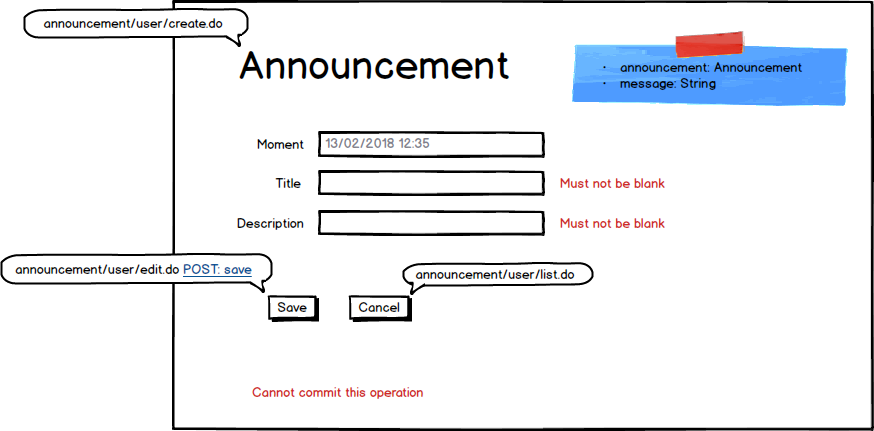 announcement/user/create.do
Announcement
· announcement: Announcement
· message: String
Moment 13/02/2018 12:35
Title Must not be blank
Description Must not be blank
announcement/user/edit.do POST: save
announcement/user/list.do
Save Cancel
Cannot commit this operation